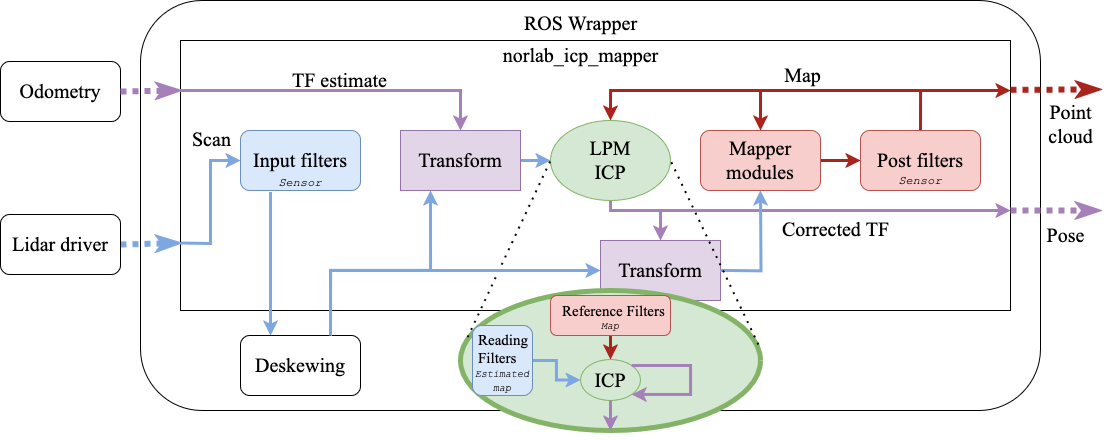 ROS Wrapper
norlab_icp_mapper
Odometry
TF estimate
Map
Point
cloud
Scan
Input filters
Sensor
Transform
LPM
ICP
Mapper
modules
Post filters
Sensor
Lidar driver
Corrected TF
Pose
Transform
Deskewing
Reference Filters
Map
Reading
Filters
Estimated
map
ICP